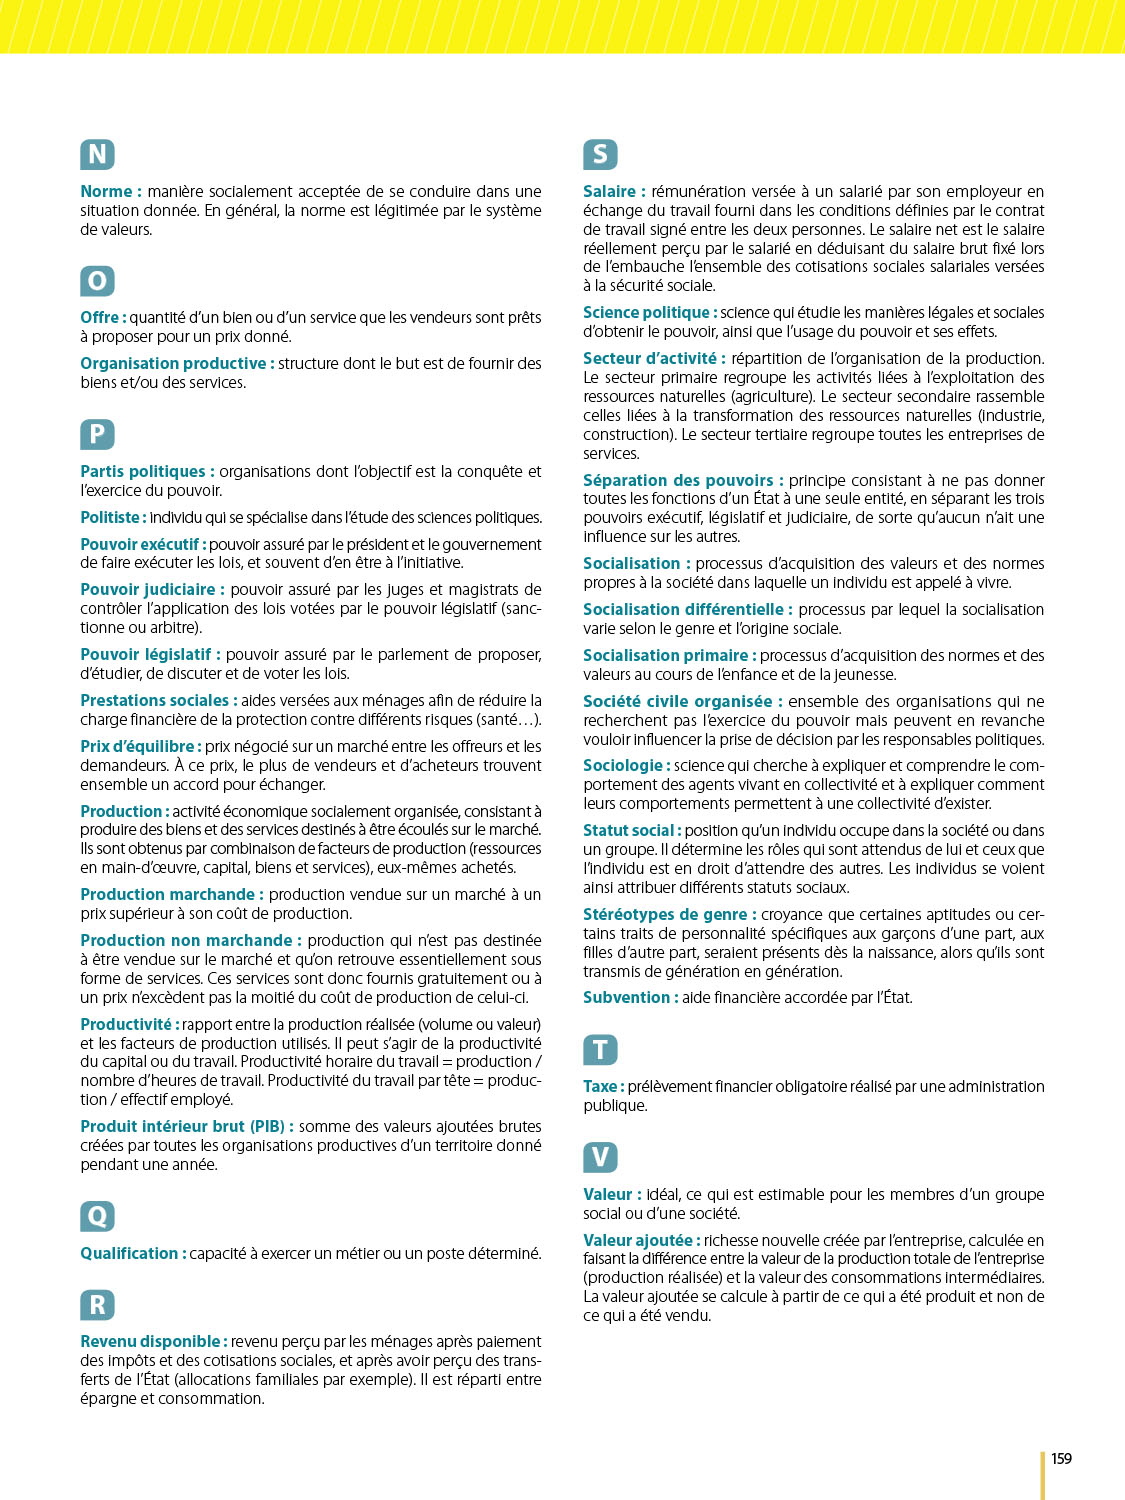 N
Norme : manière socialement acceptée de se conduire dans une
situation donnée. En général, la norme est légitimée par le système
de valeurs.
O
Offre : quantité d’un bien ou d’un service que les vendeurs sont prêts
à proposer pour un prix donné.
Organisation productive : structure dont le but est de fournir des
biens et/ou des services.
P
Partis politiques : organisations dont l’objectif est la conquête et
l’exercice du pouvoir.
Politiste : individu qui se spécialise dans l’étude des sciences politiques.
Pouvoir exécutif : pouvoir assuré par le président et le gouvernement
de faire exécuter les lois, et souvent d’en être à l’initiative.
Pouvoir judiciaire : pouvoir assuré par les juges et magistrats de
contrôler l’application des lois votées par le pouvoir législatif (sanc-
tionne ou arbitre).
Pouvoir législatif : pouvoir assuré par le parlement de proposer,
d’étudier, de discuter et de voter les lois.
Prestations sociales : aides versées aux ménages afin de réduire la
charge financière de la protection contre différents risques (santé…).
Prix d’équilibre : prix négocié sur un marché entre les offreurs et les
demandeurs. À ce prix, le plus de vendeurs et d’acheteurs trouvent
ensemble un accord pour échanger.
Production : activité économique socialement organisée, consistant à
produire des biens et des services destinés à être écoulés sur le marché.
Ils sont obtenus par combinaison de facteurs de production (ressources
en main-d’œuvre, capital, biens et services), eux-mêmes achetés.
Production marchande : production vendue sur un marché à un
prix supérieur à son coût de production.
Production non marchande : production qui n’est pas destinée
à être vendue sur le marché et qu’on retrouve essentiellement sous
forme de services. Ces services sont donc fournis gratuitement ou à
un prix n’excèdent pas la moitié du coût de production de celui-ci.
Productivité : rapport entre la production réalisée (volume ou valeur)
et les facteurs de production utilisés. Il peut s’agir de la productivité
du capital ou du travail. Productivité horaire du travail = production /
nombre d’heures de travail. Productivité du travail par tête = produc-
tion / effectif employé.
Produit intérieur brut (PIB) : somme des valeurs ajoutées brutes
créées par toutes les organisations productives d’un territoire donné
pendant une année.
Q
Qualification : capacité à exercer un métier ou un poste déterminé.
R
Revenu disponible : revenu perçu par les ménages après paiement
des impôts et des cotisations sociales, et après avoir perçu des trans-
ferts de l’État (allocations familiales par exemple). Il est réparti entre
épargne et consommation.
S
Salaire : rémunération versée à un salarié par son employeur en
échange du travail fourni dans les conditions définies par le contrat
de travail signé entre les deux personnes. Le salaire net est le salaire
réellement perçu par le salarié en déduisant du salaire brut fixé lors
de l’embauche l’ensemble des cotisations sociales salariales versées
à la sécurité sociale.
Science politique : science qui étudie les manières légales et sociales
d’obtenir le pouvoir, ainsi que l’usage du pouvoir et ses effets.
Secteur d’activité : répartition de l’organisation de la production.
Le secteur primaire regroupe les activités liées à l’exploitation des
ressources naturelles (agriculture). Le secteur secondaire rassemble
celles liées à la transformation des ressources naturelles (industrie,
construction). Le secteur tertiaire regroupe toutes les entreprises de
services.
Séparation des pouvoirs : principe consistant à ne pas donner
toutes les fonctions d’un État à une seule entité, en séparant les trois
pouvoirs exécutif, législatif et judiciaire, de sorte qu’aucun n’ait une
influence sur les autres.
Socialisation : processus d’acquisition des valeurs et des normes
propres à la société dans laquelle un individu est appelé à vivre.
Socialisation différentielle : processus par lequel la socialisation
varie selon le genre et l’origine sociale.
Socialisation primaire : processus d’acquisition des normes et des
valeurs au cours de l’enfance et de la jeunesse.
Société civile organisée : ensemble des organisations qui ne
recherchent pas l’exercice du pouvoir mais peuvent en revanche
vouloir influencer la prise de décision par les responsables politiques.
Sociologie : science qui cherche à expliquer et comprendre le com-
portement des agents vivant en collectivité et à expliquer comment
leurs comportements permettent à une collectivité d’exister.
Statut social : position qu’un individu occupe dans la société ou dans
un groupe. Il détermine les rôles qui sont attendus de lui et ceux que
l’individu est en droit d’attendre des autres. Les individus se voient
ainsi attribuer différents statuts sociaux.
Stéréotypes de genre : croyance que certaines aptitudes ou cer-
tains traits de personnalité spécifiques aux garçons d’une part, aux
filles d’autre part, seraient présents dès la naissance, alors qu’ils sont
transmis de génération en génération.
Subvention : aide financière accordée par l’État.
T
Taxe : prélèvement financier obligatoire réalisé par une administration
publique.
V
Valeur : idéal, ce qui est estimable pour les membres d’un groupe
social ou d’une société.
Valeur ajoutée : richesse nouvelle créée par l’entreprise, calculée en
faisant la différence entre la valeur de la production totale de l’entreprise
(production réalisée) et la valeur des consommations intermédiaires.
La valeur ajoutée se calcule à partir de ce qui a été produit et non de
ce qui a été vendu.
159